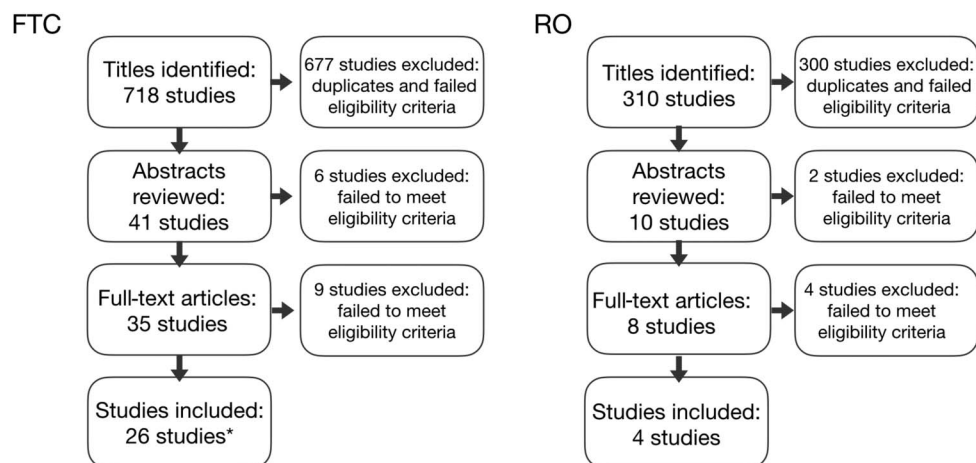 FTC
Titles identified:
718 studies
677 studies excluded:
duplicates and failed
eligibility criteria
Abstracts
reviewed:
41 studies
6 studies excluded:
failed to meet
eligibility criteria
Full-text articles:
35 studies
9 studies excluded:
failed to meet
eligibility criteria
Studies included:
26 studies*
RO
Titles identified:
310 studies
300 studies excluded:
duplicates and failed
eligibility criteria
Abstracts
reviewed:
10 studies
2 studies excluded:
failed to meet
eligibility criteria
Full-text articles:
8 studies
4 studies excluded:
failed to meet
eligibility criteria
Studies included:
4 studies